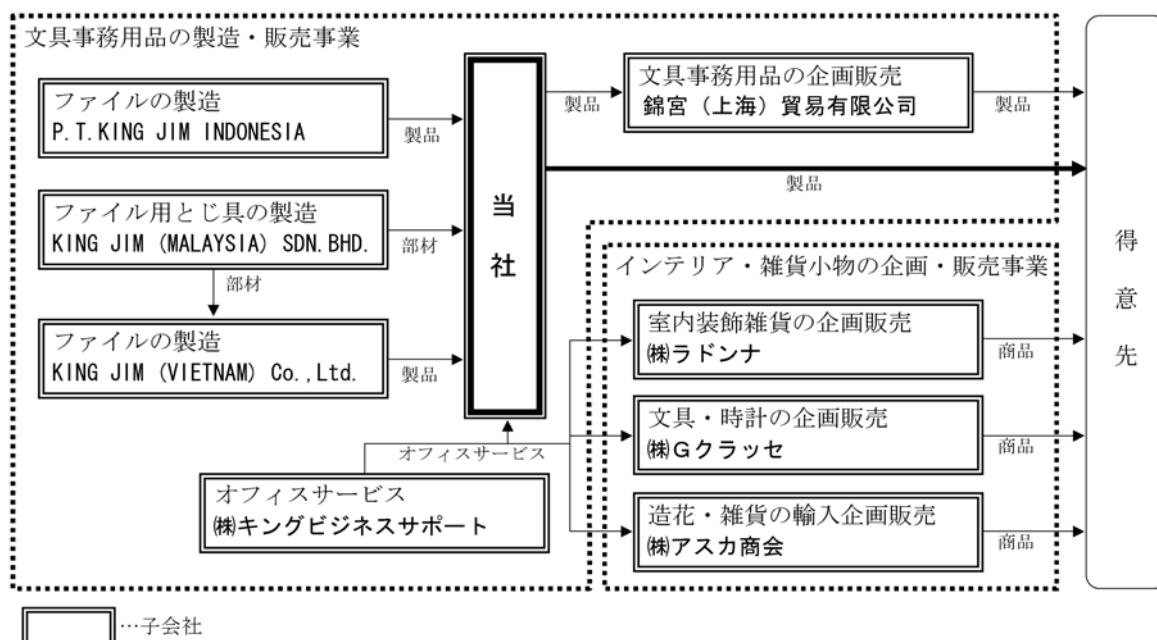 文具事務用品の製造・販売事業
ファイルの製造
P.T.KING JIM INDONESIA
製品
ファイル用とじ具の製造
KING JIM (MALAYSIA) SDN.BHD.
部材
部材
ファイルの製造
KING JIM (VIETNAM) Co.,Ltd.
製品
当社
オフィスサービス
オフィスサービス
㈱キングビジネスサポート
製品
文具事務用品の企画販売
錦宮（上海）貿易有限公司
製品
製品
インテリア・雑貨小物の企画・販売事業
室内装飾雑貨の企画販売
㈱ラドンナ
商品
文具・時計の企画販売
㈱Gクラッセ
商品
造花・雑貨の輸入企画販売
㈱アスカ商会
商品
得意先
…子会社